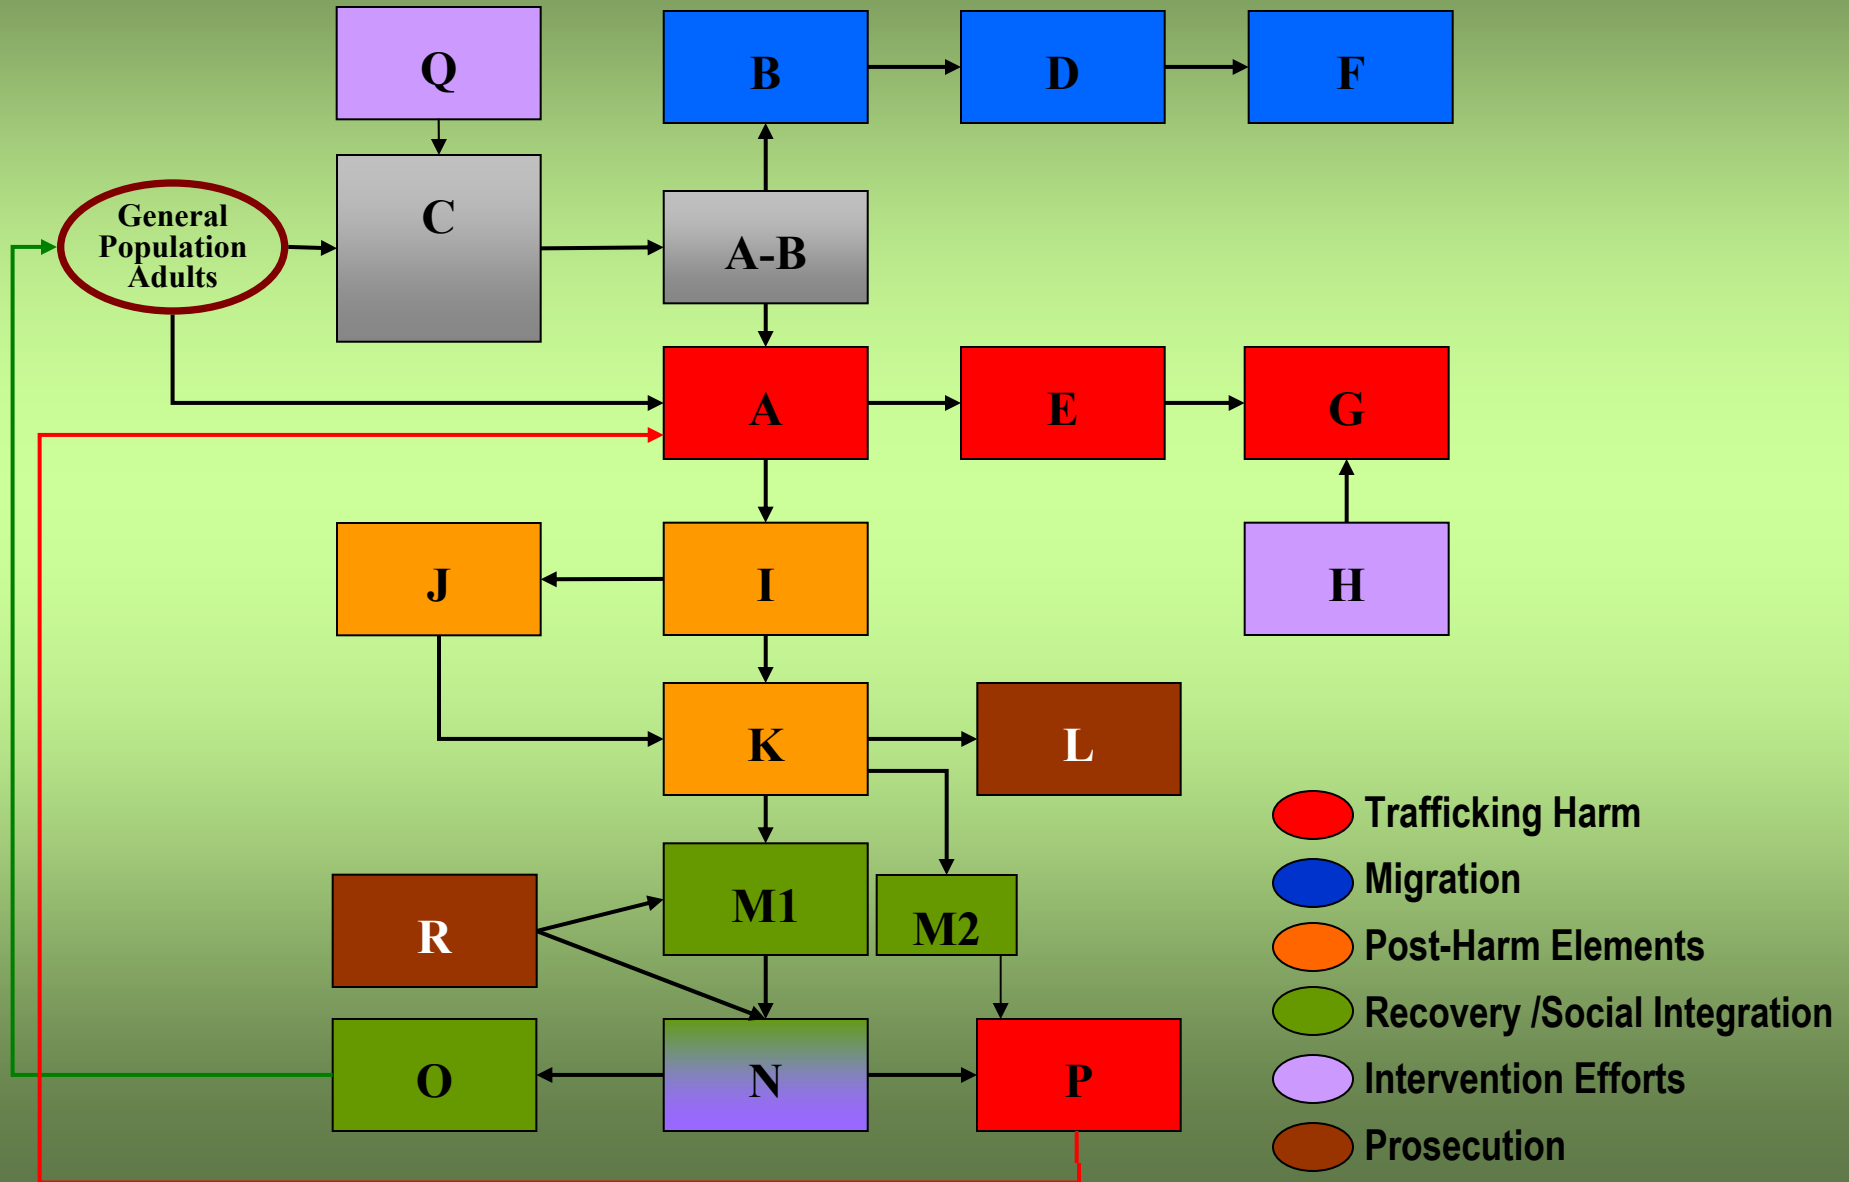 Q
B
D
F
General
Population
Adults
C
A-B
A
E
G
J
I
H
K
L
R
M1
M2
O
N
P
Trafficking Harm
Migration
Post-Harm Elements
Recovery /Social Integration
Intervention Efforts
Prosecution